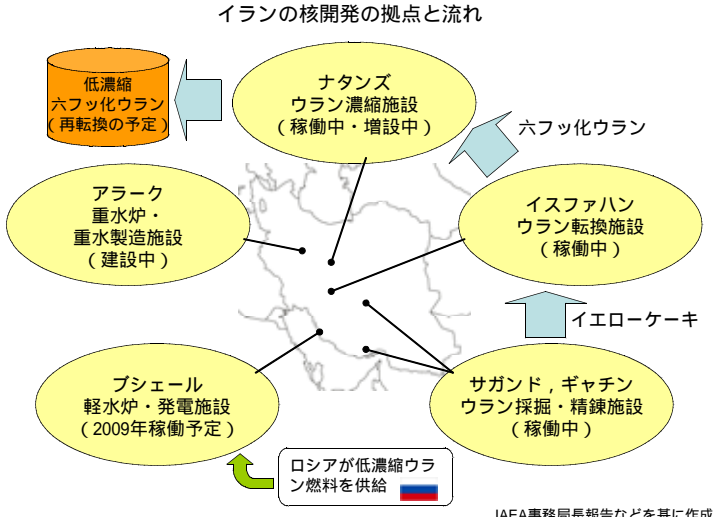 イランの核開発の拠点と流れ
低濃縮
六フッ化ウラン
(再転換の予定)
ナタンズ
ウラン濃縮施設
(稼働中・増設中)
六フッ化ウラン
アラーク
重水炉・
重水製造施設
(建設中)
イスファハン
ウラン転換施設
(稼働中)
イエローケーキ
ブシェール
軽水炉・発電施設
(2009年稼働予定)
サガンド,ギャチン
ウラン採掘・精錬施設
(稼働中)
ロシアが低濃縮ウラ
ン燃料を供給
IAEA事務局長報告などを基に作成